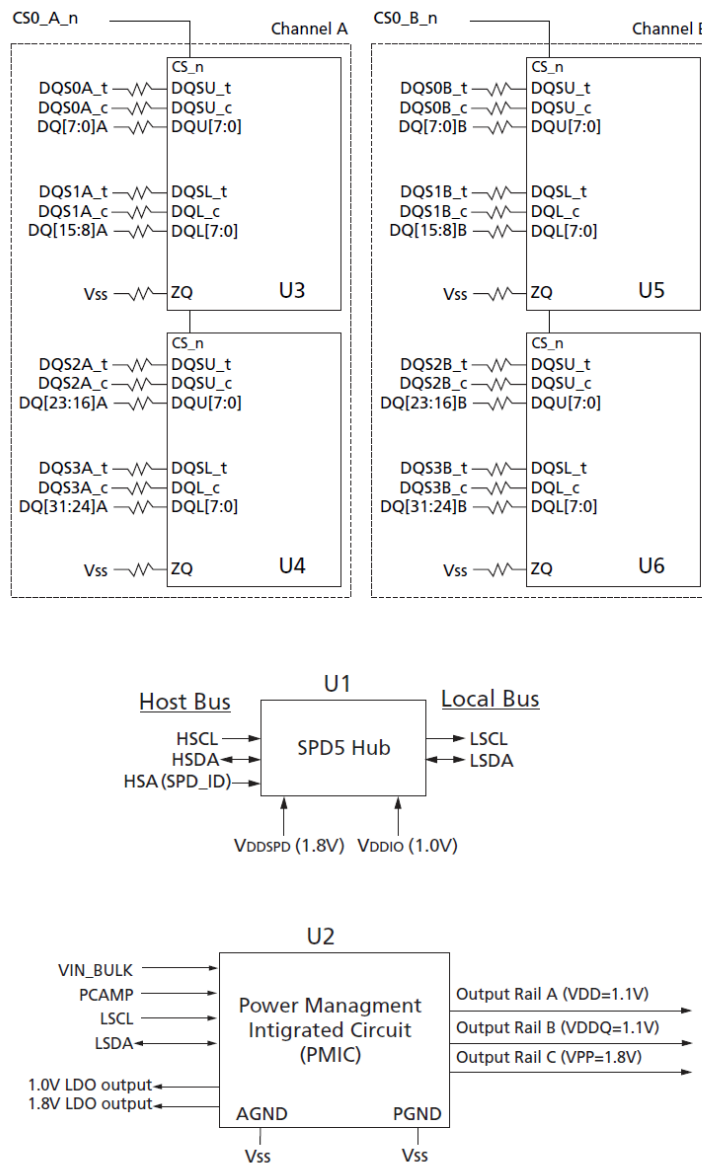 CS0_A_n
Channel A
CS_n
DQS0A_t DQSU_t
DQS0A_c DQSU_c
DQ[7:0]A DQU[7:0]
DQS1A_t DQSL_t
DQS1A_c DQL_c
DQ[15:8]A DQL[7:0]
Vss ZQ U3
CS_n
DQS2A_t DQSU_t
DQS2A_c DQSU_c
DQ[23:16]A DQU[7:0]
DQS3A_t DQSL_t
DQS3A_c DQL_c
DQ[31:24]A DQL[7:0]
Vss ZQ U4
CS0_B_n
Channel
CS_n
DQS0B_t DQSU_t
DQS0B_c DQSU_c
DQ[7:0]B DQU[7:0]
DQS1B_t DQSL_t
DQS1B_c DQL_c
DQ[15:8]B DQL[7:0]
Vss ZQ U5
CS_n
DQS2B_t DQSU_t
DQS2B_c DQSU_c
DQ[23:16]B DQU[7:0]
DQS3B_t DQSL_t
DQS3B_c DQL_c
DQ[31:24]B DQL[7:0]
Vss ZQ U6
U1
Host Bus Local Bus
HSCL LSCL
SPD5 Hub
HSDA LSDA
HSA (SPD_ID)
VDDSPD (1.8V) VDDIO (1.0V)
U2
VIN_BULK
PCAMP
LSCL
LSDA
1.0V LDO output
1.8V LDO output
Power Managment
Intigrated Circuit
(PMIC)
AGND PGND
Vss Vss
Output Rail A (VDD=1.1V)
Output Rail B (VDDQ=1.1V)
Output Rail C (VPP=1.8V)